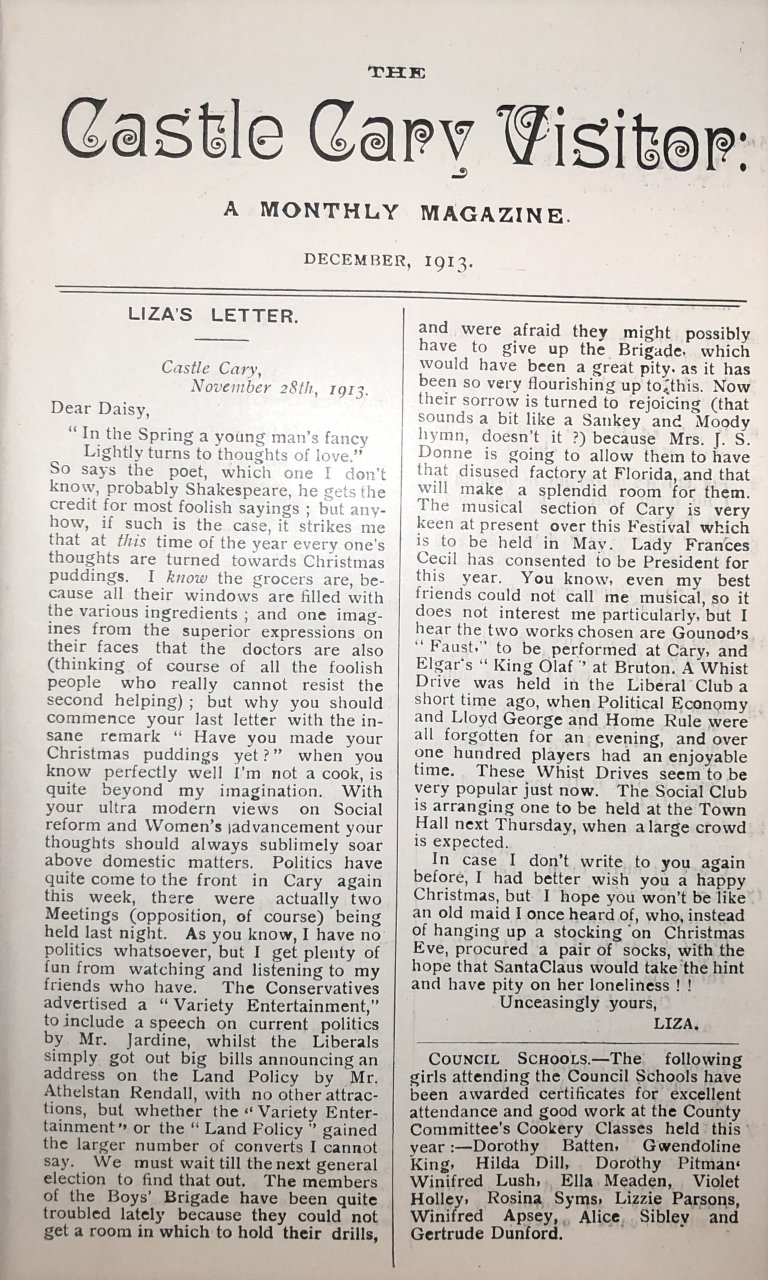 THE
Castle Cary Visitor:
A MONTHLY MAGAZINE.
DECEMBER, 1913.
LIZA'S LETTER.
Castle Cary,
November 28th, 1913.
Dear Daisy,
" In the Spring a young man's fancy
Lightly turns to thoughts of love."
So says the poet, which one I don't
know, probably Shakespeare, he gets the
credit for most foolish sayings ; but any-
how, if such is the case, it strikes me
that at this time of the year every one's
thoughts are turned towards Christmas
puddings. I know the grocers are, be-
cause all their windows are filled with
the various ingredients ; and one imag-
ines from the superior expressions on
their faces that the doctors are also
(thinking of course of all the foolish
people who really cannot resist the
second helping) ; but why you should
commence your last letter with the in-
sane remark " Have you made your
Christmas puddings yet ? " when you
know perfectly well I'm not a cook, is
quite beyond my imagination. With
your ultra modern views on Social
reform and Women's advancement your
thoughts should always sublimely soar
above domestic matters. Politics have
quite come to the front in Cary again
this week, there were actually two
Meetings (opposition, of course) being
held last night. As you know, I have no
politics whatsoever, but I get plenty of
fun from watching and listening to my
friends who have. The Conservatives
advertised a " Variety Entertainment,"
to include a speech on current politics
by Mr. Jardine, whilst the Liberals
simply got out big bills announcing an
address on the Land Policy by Mr.
Athelstan Rendall, with no other attrac-
tions, but whether the " Variety Enter-
tainment " or the " Land Policy " gained
the larger number of converts I cannot
say. We must wait till the next general
election to find that out. The members
of the Boys' Brigade have been quite
troubled lately because they could not
get a room in which to hold their drills,
and were afraid they might possibly
have to give up the Brigade, which
would have been a great pity. as it has
been so very flourishing up to this. Now
their sorrow is turned to rejoicing (that
sounds a bit like a Sankey and Moody
hymn, doesn't it ?) because Mrs. J. S.
Donne is going to allow them to have
that disused factory at Florida, and that
will make a splendid room for them.
The musical section of Cary is very
keen at present over this Festival which
is to be held in May. Lady Frances
Cecil has consented to be President for
this year. You know, even my best
friends could not call me musical, so it
does not interest me particularly, but I
hear the two works chosen are Gounod's
" Faust," to be performed at Cary, and
Elgar's " King Olaf " at Bruton. A Whist
Drive was held in the Liberal Club a
short time ago, when Political Economy
and Lloyd George and Home Rule were
all forgotten for an evening, and over
one hundred players had an enjoyable
time. These Whist Drives seem to be
very popular just now. The Social Club
is arranging one to be held at the Town
Hall next Thursday, when a large crowd
is expected.
In case I don't write to you again
before, I had better wish you a happy
Christmas, but I hope you won't be like
an old maid I once heard of, who, instead
of hanging up a stocking on Christmas
Eve, procured a pair of socks, with the
hope that SantaClaus would take the hint
and have pity on her loneliness ! !
Unceasingly yours,
LIZA.
COUNCIL SCHOOLS.—The following
girls attending the Council Schools have
been awarded certificates for excellent
attendance and good work at the County
Committee's Cookery Classes held this
year :—Dorothy Batten, Gwendoline
King, Hilda Dill, Dorothy Pitman‘
Winifred Lush, Ella Meaden, Violet
Holley, Rosina Syms, Lizzie Parsons,
Winifred Apsey, Alice Sibley and
Gertrude Dunford.